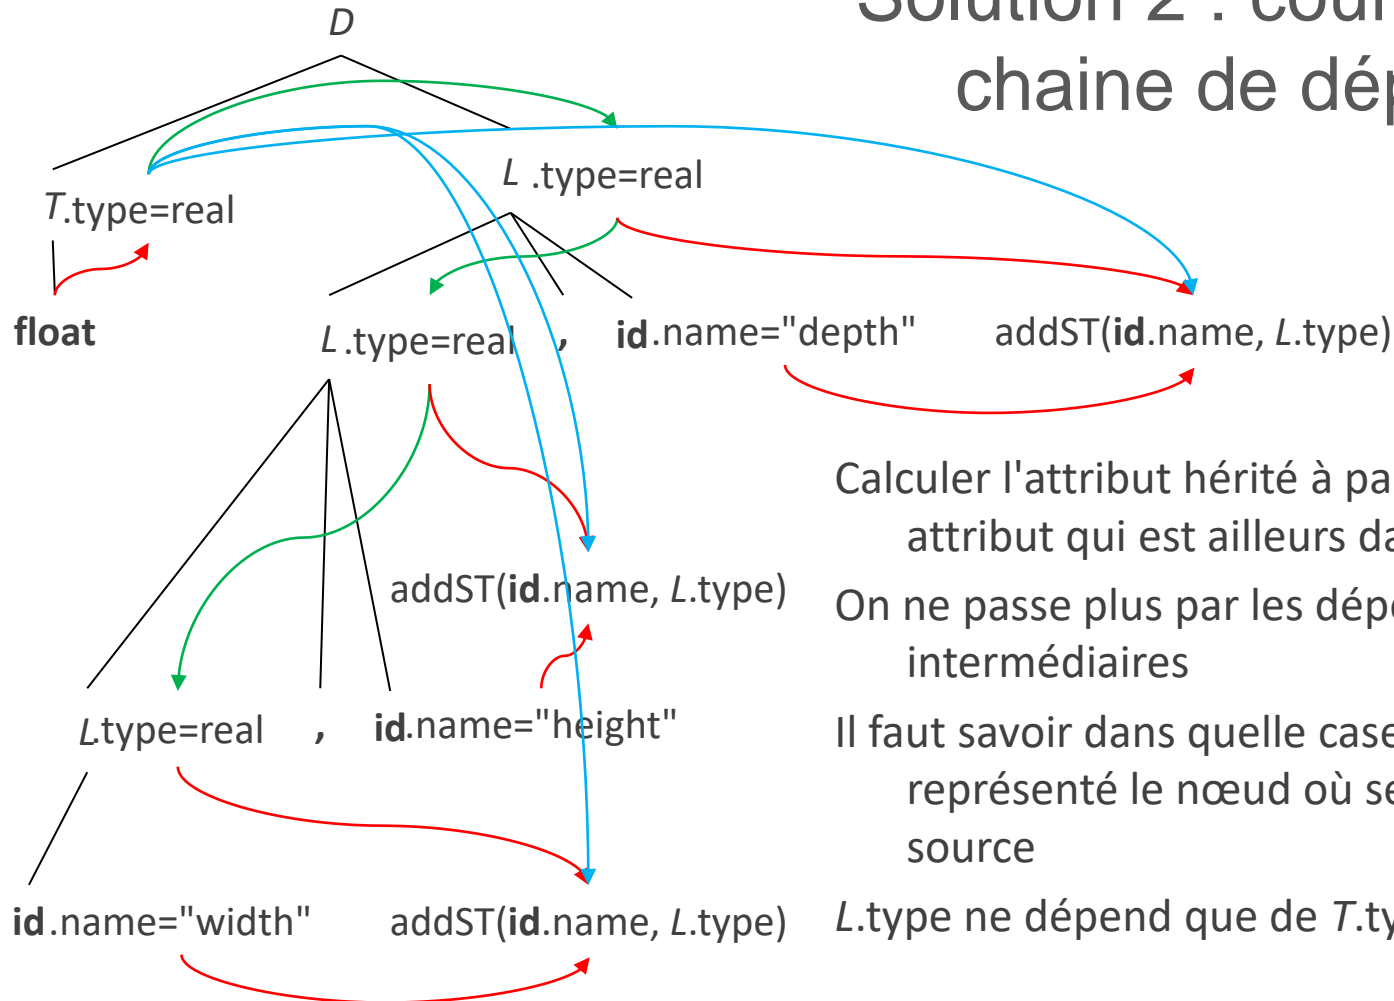 Solution 2 : cour
chaine de dép
D
L .type=real
T.type=real
float
L .type=real , id.name="depth" addST(id.name, L.type)
Calculer l'attribut hérité à pa
attribut qui est ailleurs da
addST(id.name, L.type)
On ne passe plus par les dépe
intermédiaires
L.type=real , id.name="height"
Il faut savoir dans quelle case
représenté le nœud où se
source
id.name="width" addST(id.name, L.type)
L.type ne dépend que de T.ty